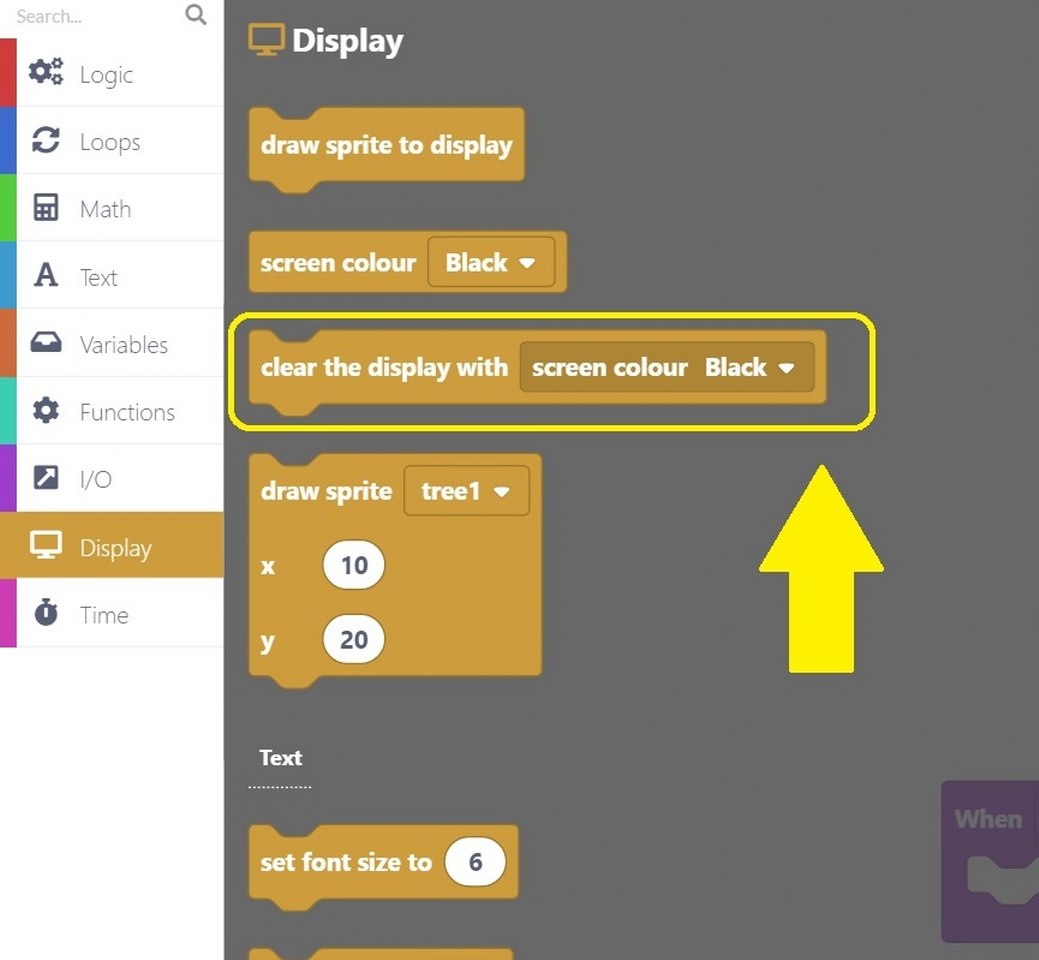 Search...
Logic
Loops
Math
Text
Variables
Functions
I/O
Display
Time
Display
draw sprite to display
screen colour Black
clear the display with screen colour Black
draw sprite tree1
x 10
y 20
Text
set font size to 6
When